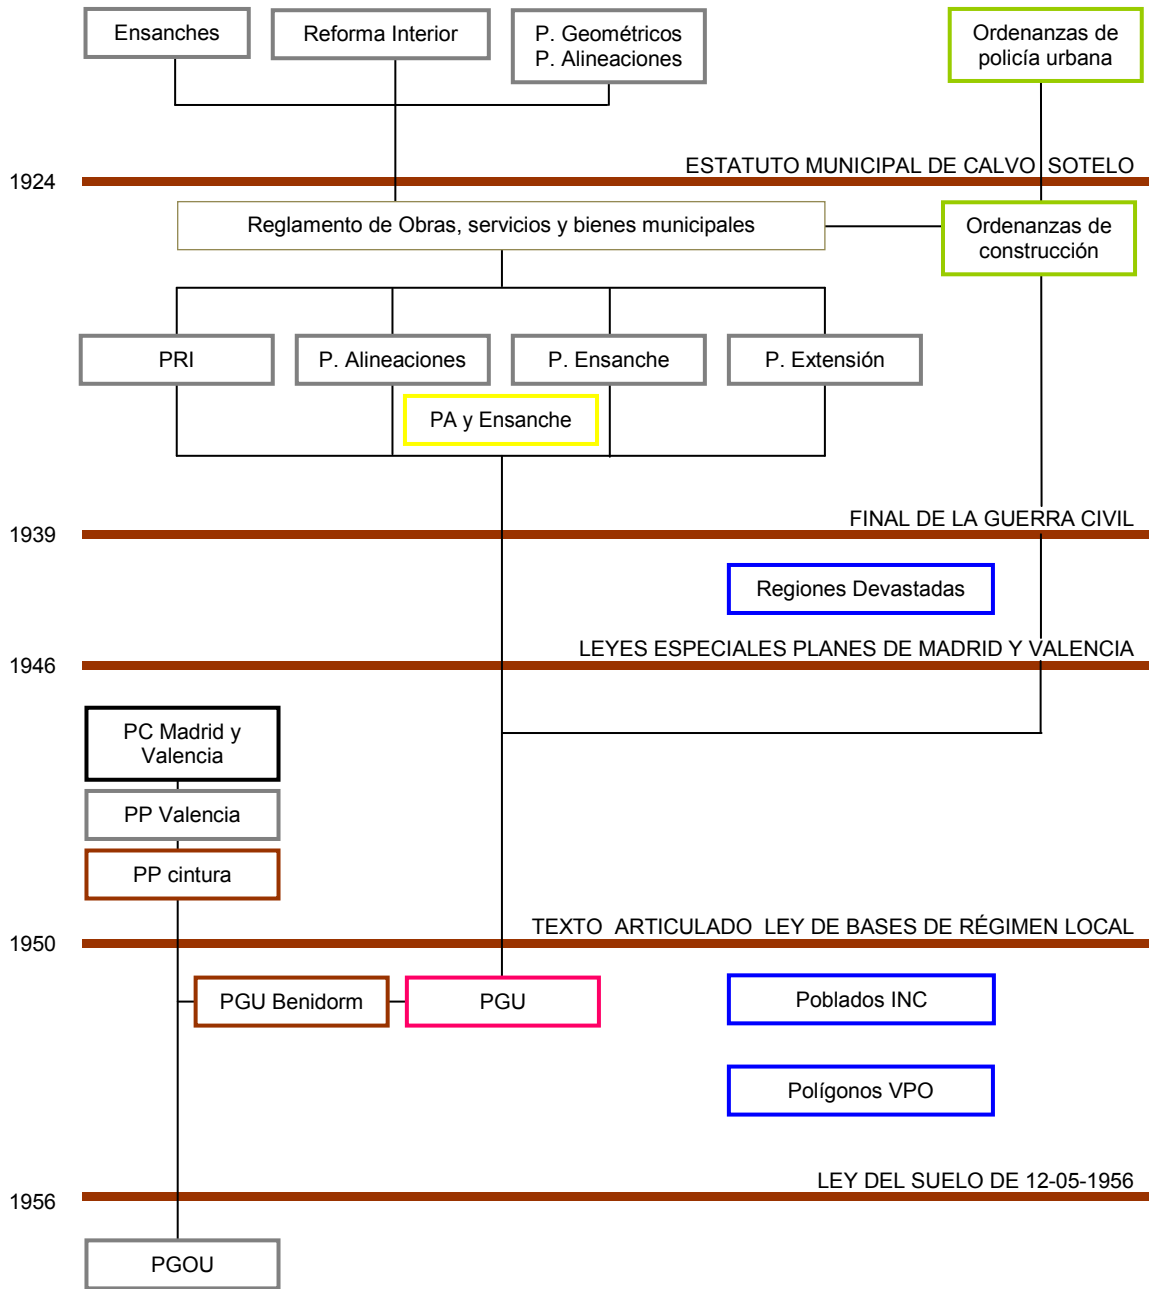 Ensanches
Reforma Interior
P. Geométricos
P. Alineaciones
Ordenanzas de
policía urbana
ESTATUTO MUNICIPAL DE CALVO SOTELO
1924
Reglamento de Obras, servicios y bienes municipales
Ordenanzas de
construcción
PRI
P. Alineaciones
P. Ensanche
P. Extensión
PA y Ensanche
FINAL DE LA GUERRA CIVIL
1939
Regiones Devastadas
LEYES ESPECIALES PLANES DE MADRID Y VALENCIA
1946
PC Madrid y
Valencia
PP Valencia
PP cintura
TEXTO ARTICULADO LEY DE BASES DE RÉGIMEN LOCAL
1950
PGU Benidorm
PGU
Poblados INC
Polígonos VPO
LEY DEL SUELO DE 12-05-1956
1956
PGOU